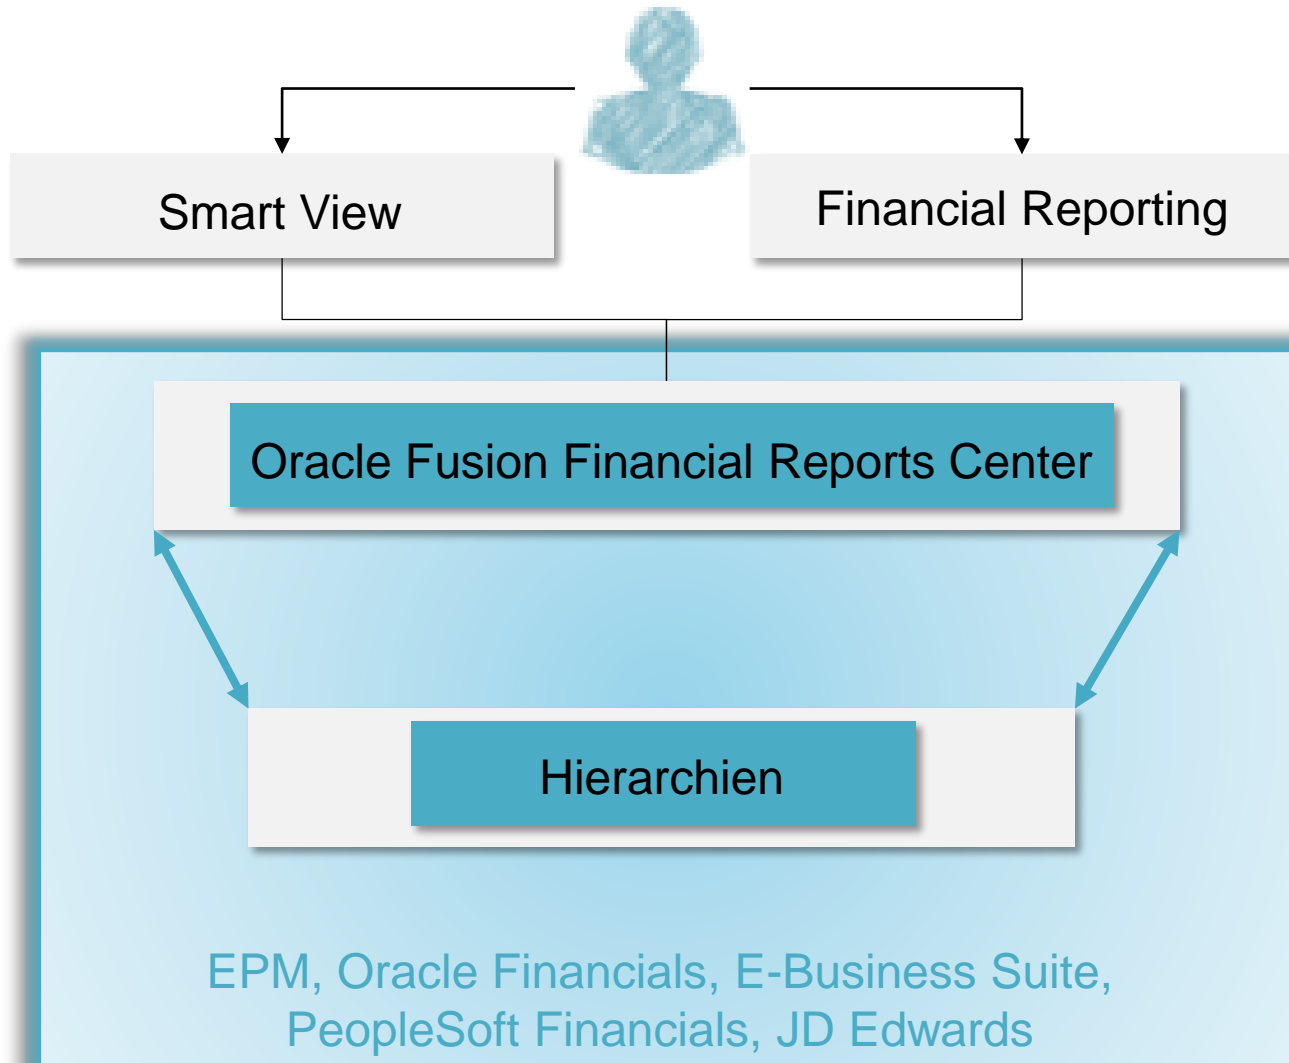 Smart View
Financial Reporting
Oracle Fusion Financial Reports Center
Hierarchien
EPM, Oracle Financials, E-Business Suite,
PeopleSoft Financials, JD Edwards